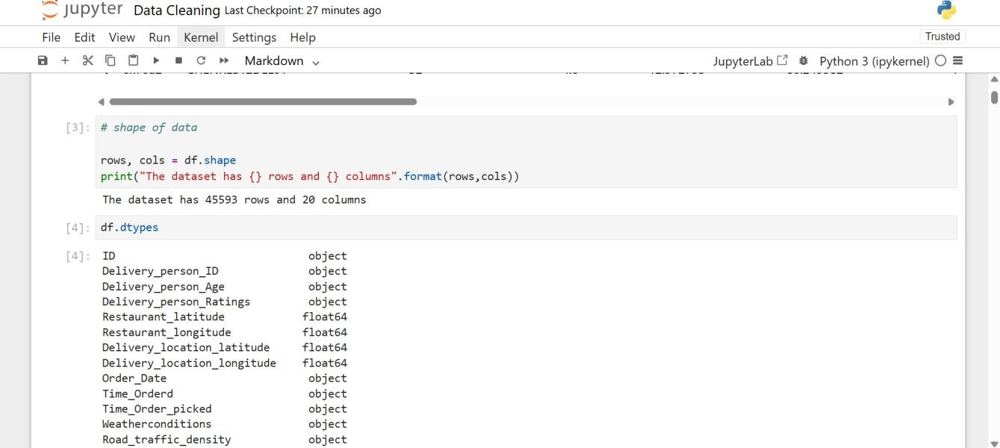 jupyter Data Cleaning Last Checkpoint: 27 minutes ago
File Edit View Run Kernel Settings Help Trusted
Markdown JupyterLab Python 3 (ipykernel)
[3]: # shape of data
rows, cols = df.shape
print("The dataset has {} rows and {} columns".format(rows,cols))
The dataset has 45593 rows and 20 columns
[4]: df.dtypes
[4]: ID object
Delivery_person_ID object
Delivery_person_Age object
Delivery_person_Ratings object
Restaurant_latitude float64
Restaurant_longitude float64
Delivery_location_latitude float64
Delivery_location_longitude float64
Order_Date object
Time_Orderd object
Time_Order_picked object
Weatherconditions object
Road_traffic_density object